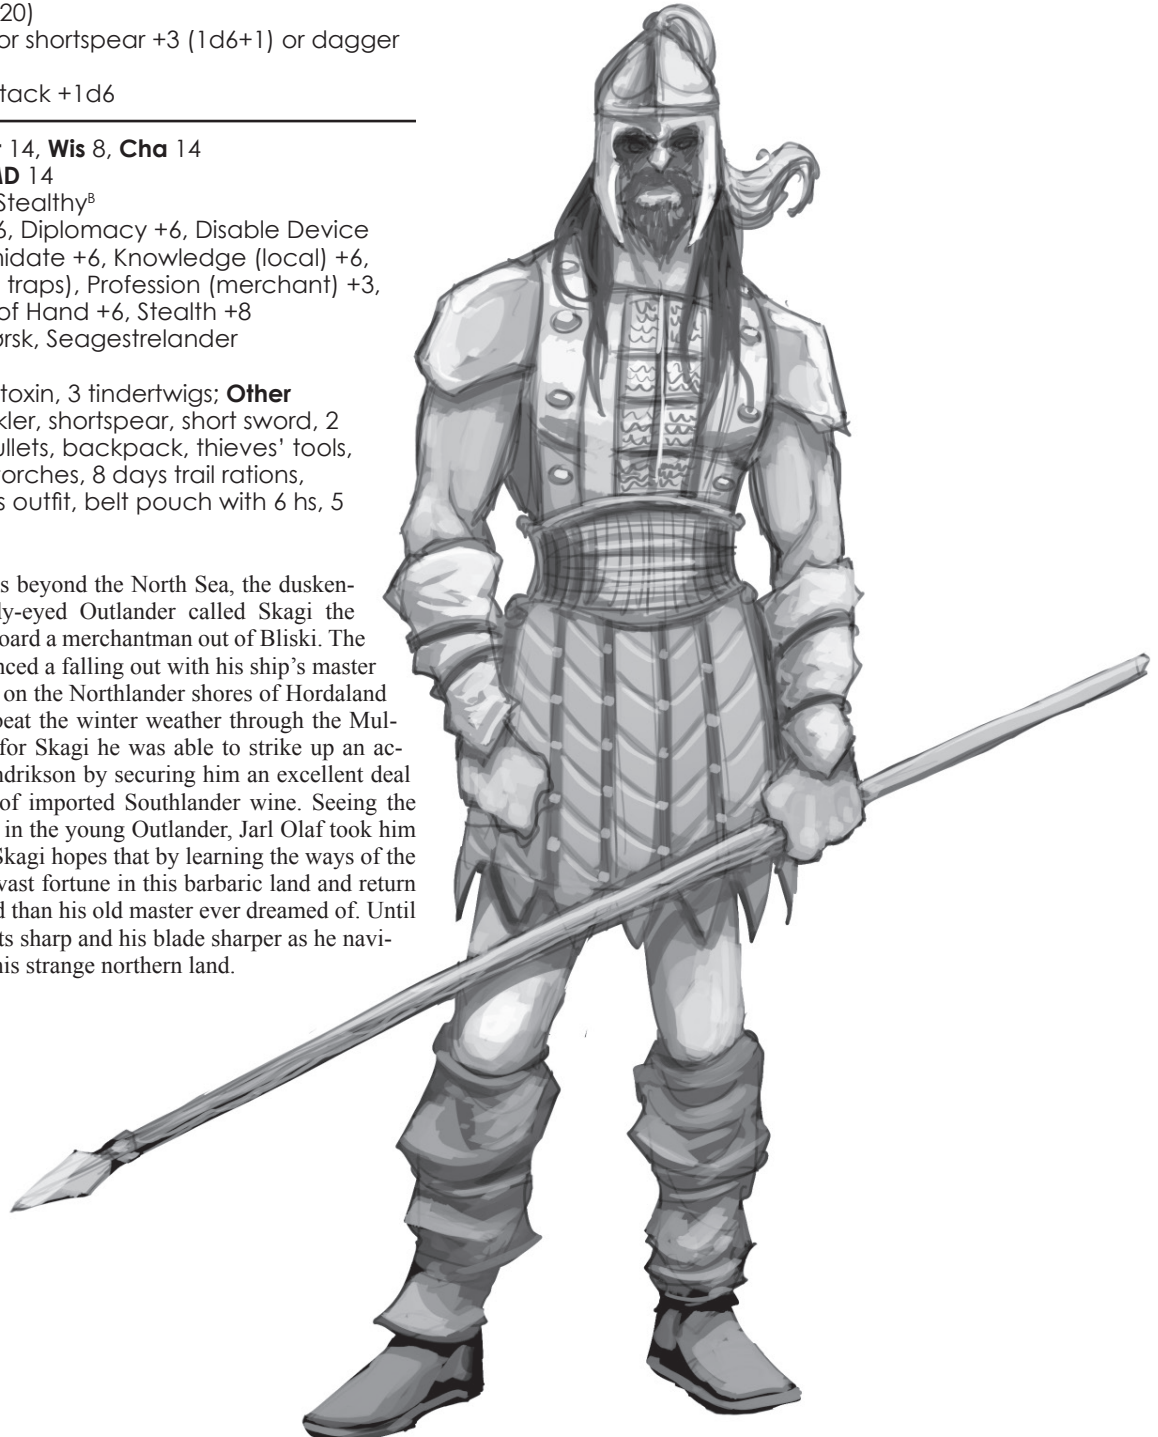 20)
or shortspear +3 (1d6+1) or dagger
tack +1d6
14, Wis 8, Cha 14
MD 14
StealthyB
6, Diplomacy +6, Disable Device
midate +6, Knowledge (local) +6,
traps), Profession (merchant) +3,
of Hand +6, Stealth +8
ørsk, Seagestrelander
toxin, 3 tindertwigs; Other
kler, shortspear, short sword, 2
ullets, backpack, thieves’ tools,
torches, 8 days trail rations,
s outfit, belt pouch with 6 hs, 5
s beyond the North Sea, the dusken-
ly-eyed Outlander called Skagi the
oard a merchantman out of Bliski. The
nced a falling out with his ship’s master
on the Northlander shores of Hordaland
beat the winter weather through the Mul-
for Skagi he was able to strike up an ac-
ndrikson by securing him an excellent deal
of imported Southlander wine. Seeing the
in the young Outlander, Jarl Olaf took him
Skagi hopes that by learning the ways of the
vast fortune in this barbaric land and return
d than his old master ever dreamed of. Until
ts sharp and his blade sharper as he navi-
his strange northern land.